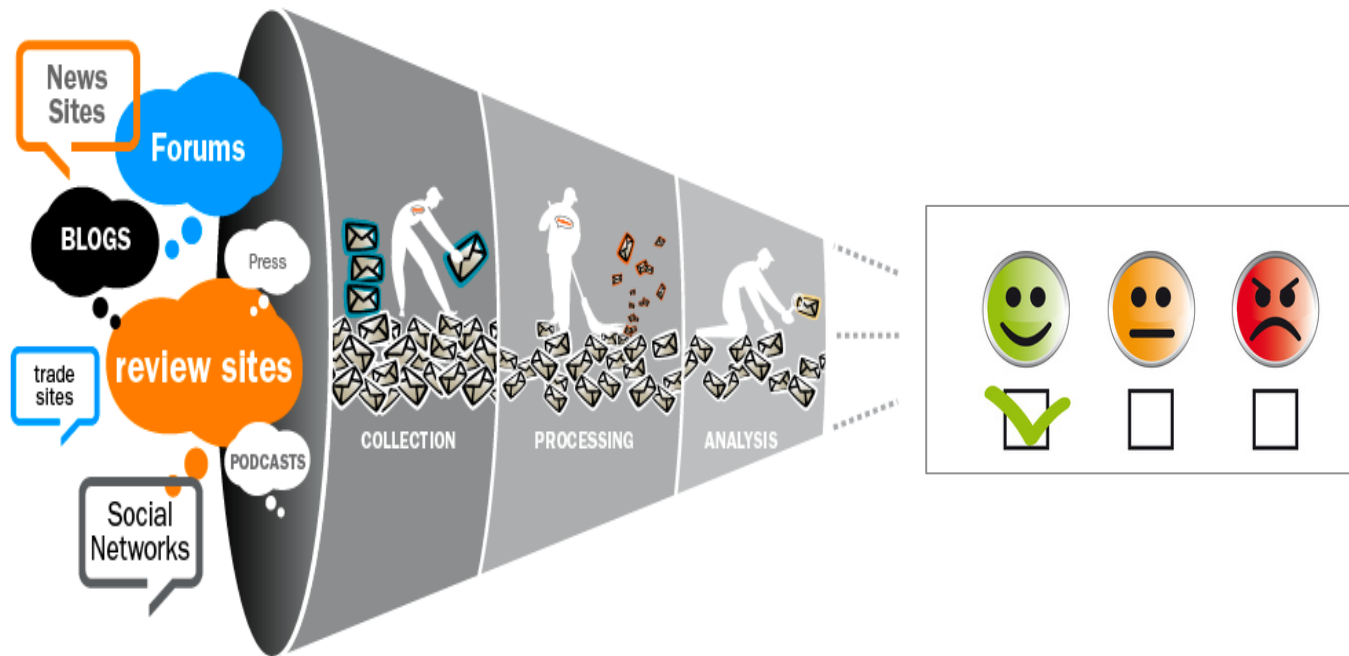 News
Sites
Forums
BLOGS
Press
review sites
trade
sites
PODCASTS
Social
Networks
COLLECTION
PROCESSING
ANALYSIS